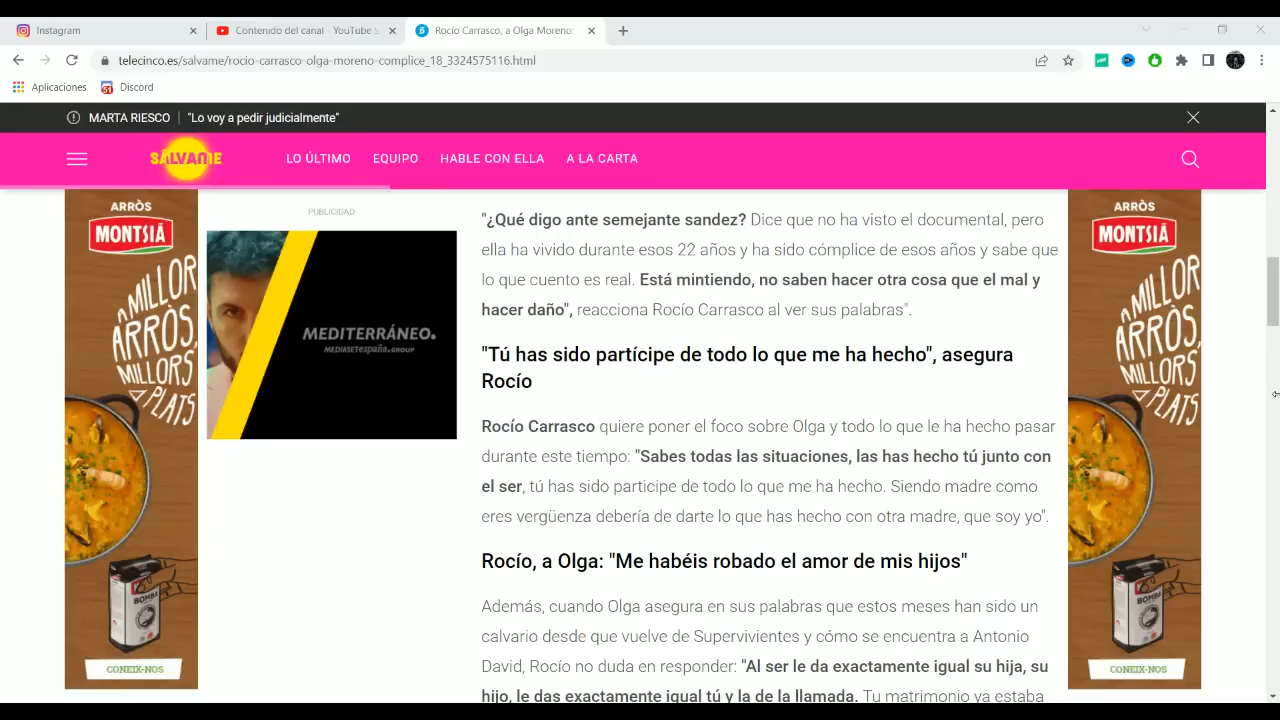 Instagram
Contenido del canal - YouTube S
Rocío Carrasco, a Olga Moreno:
telecinco.es/salvame/rocio-carrasco-olga-moreno-complice_18_3324575116.html
Aplicaciones
Discord
MARTA RIESCO | "Lo voy a pedir judicialmente"
SÁLVAME
LO ÚLTIMO EQUIPO HABLE CON ELLA A LA CARTA
ARRÒS
MONTSIÀ
MILLOR
ARRÒS,
MILLORS
PLATS
BOMBA
CONEIX-NOS
PUBLICIDAD
MEDITERRÁNEO.
MEDIASETespaña.GROUP
"¿Qué digo ante semejante sandez? Dice que no ha visto el documental, pero
ella ha vivido durante esos 22 años y ha sido cómplice de esos años y sabe que
lo que cuento es real. Está mintiendo, no saben hacer otra cosa que el mal y
hacer daño", reacciona Rocío Carrasco al ver sus palabras".
"Tú has sido partícipe de todo lo que me ha hecho", asegura
Rocío
Rocío Carrasco quiere poner el foco sobre Olga y todo lo que le ha hecho pasar
durante este tiempo: "Sabes todas las situaciones, las has hecho tú junto con
el ser, tú has sido participe de todo lo que me ha hecho. Siendo madre como
eres vergüenza debería de darte lo que has hecho con otra madre, que soy yo".
Rocío, a Olga: "Me habéis robado el amor de mis hijos"
Además, cuando Olga asegura en sus palabras que estos meses han sido un
calvario desde que vuelve de Supervivientes y cómo se encuentra a Antonio
David, Rocío no duda en responder: "Al ser le da exactamente igual su hija, su
hijo, le das exactamente igual tú y la de la llamada. Tu matrimonio ya estaba
ARRÒS
MONTSIÀ
MILLOR
ARRÒS,
MILLORS
PLATS
BOMBA
CONEIX-NOS